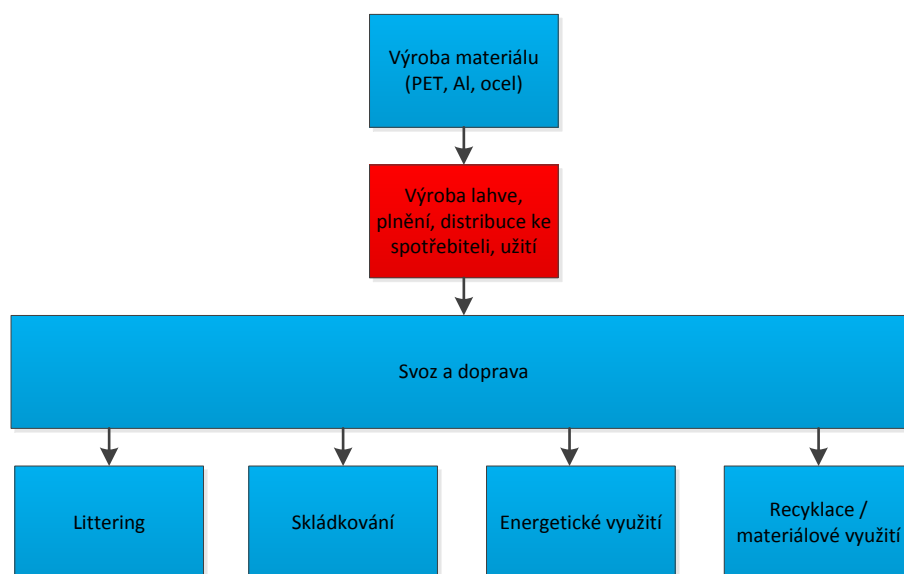 Výroba materiálu
(PET, Al, ocel)
Výroba lahve,
plnění, distribuce ke
spotřebiteli, užití
Svoz a doprava
Littering
Skládkování
Energetické využití
Recyklace /
materiálové využití